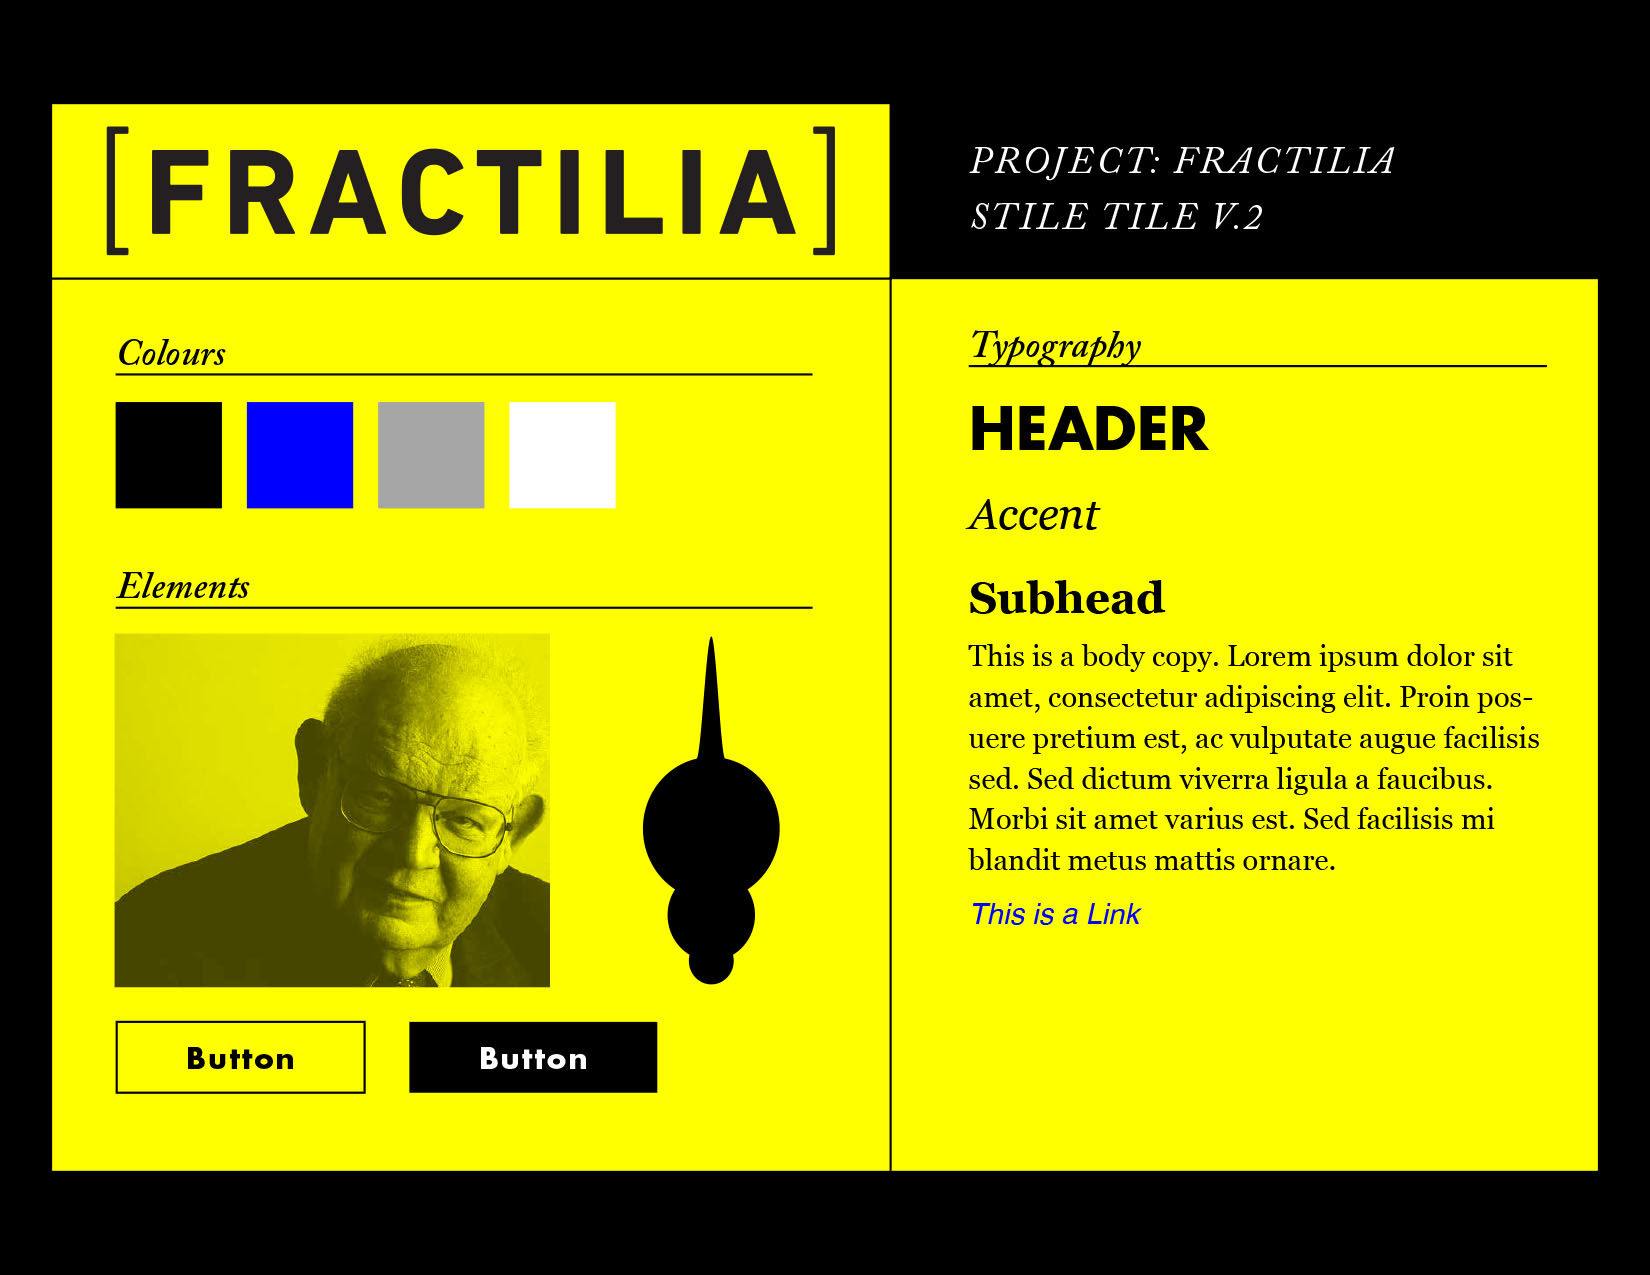 [FRACTILIA]
PROJECT: FRACTILIA
STILE TILE V.2
Colours
Elements
Button
Button
Typography
HEADER
Accent
Subhead
This is a body copy. Lorem ipsum dolor sit
amet, consectetur adipiscing elit. Proin pos-
uere pretium est, ac vulputate augue facilisis
sed. Sed dictum viverra ligula a faucibus.
Morbi sit amet varius est. Sed facilisis mi
blandit metus mattis ornare.
This is a Link